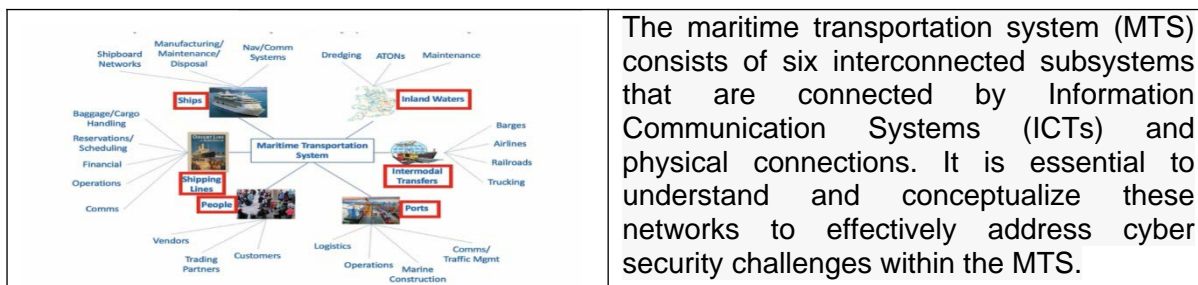 Manufacturing/
Maintenance/
Disposal
Shipboard
Networks
Nav/Comm
Systems
Dredging
ATONs
Maintenance
Ships
Inland Waters
Baggage/Cargo
Handling
Reservations/
Scheduling
Financial
Operations
Comms
Maritime Transportation
System
Barges
Airlines
Railroads
Trucking
Intermodal
Transfers
Shipping
Lines
People
Ports
Vendors
Trading
Partners
Customers
Logistics
Operations
Marine
Construction
Comms/
Traffic Mgmt
The maritime transportation system (MTS)
consists of six interconnected subsystems
that are connected by Information
Communication Systems (ICTs) and
physical connections. It is essential to
understand and conceptualize these
networks to effectively address cyber
security challenges within the MTS.